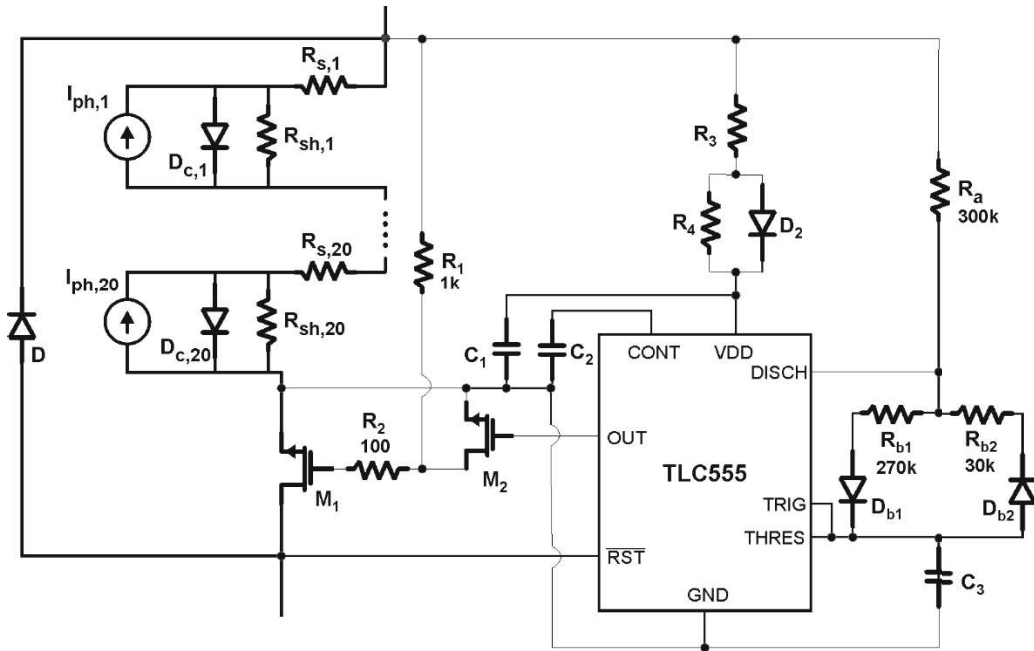 R_s,1
I_ph,1
D_c,1
R_sh,1
R_3
R_4
D_2
R_a
300k
R_s,20
I_ph,20
R_1
1k
D
D_c,20
R_sh,20
C_1
C_2
CONT
VDD
DISCH
R_2
100
OUT
R_b1
270k
R_b2
30k
M_1
M_2
TLC555
TRIG
D_b1
D_b2
THRES
RST
C_3
GND